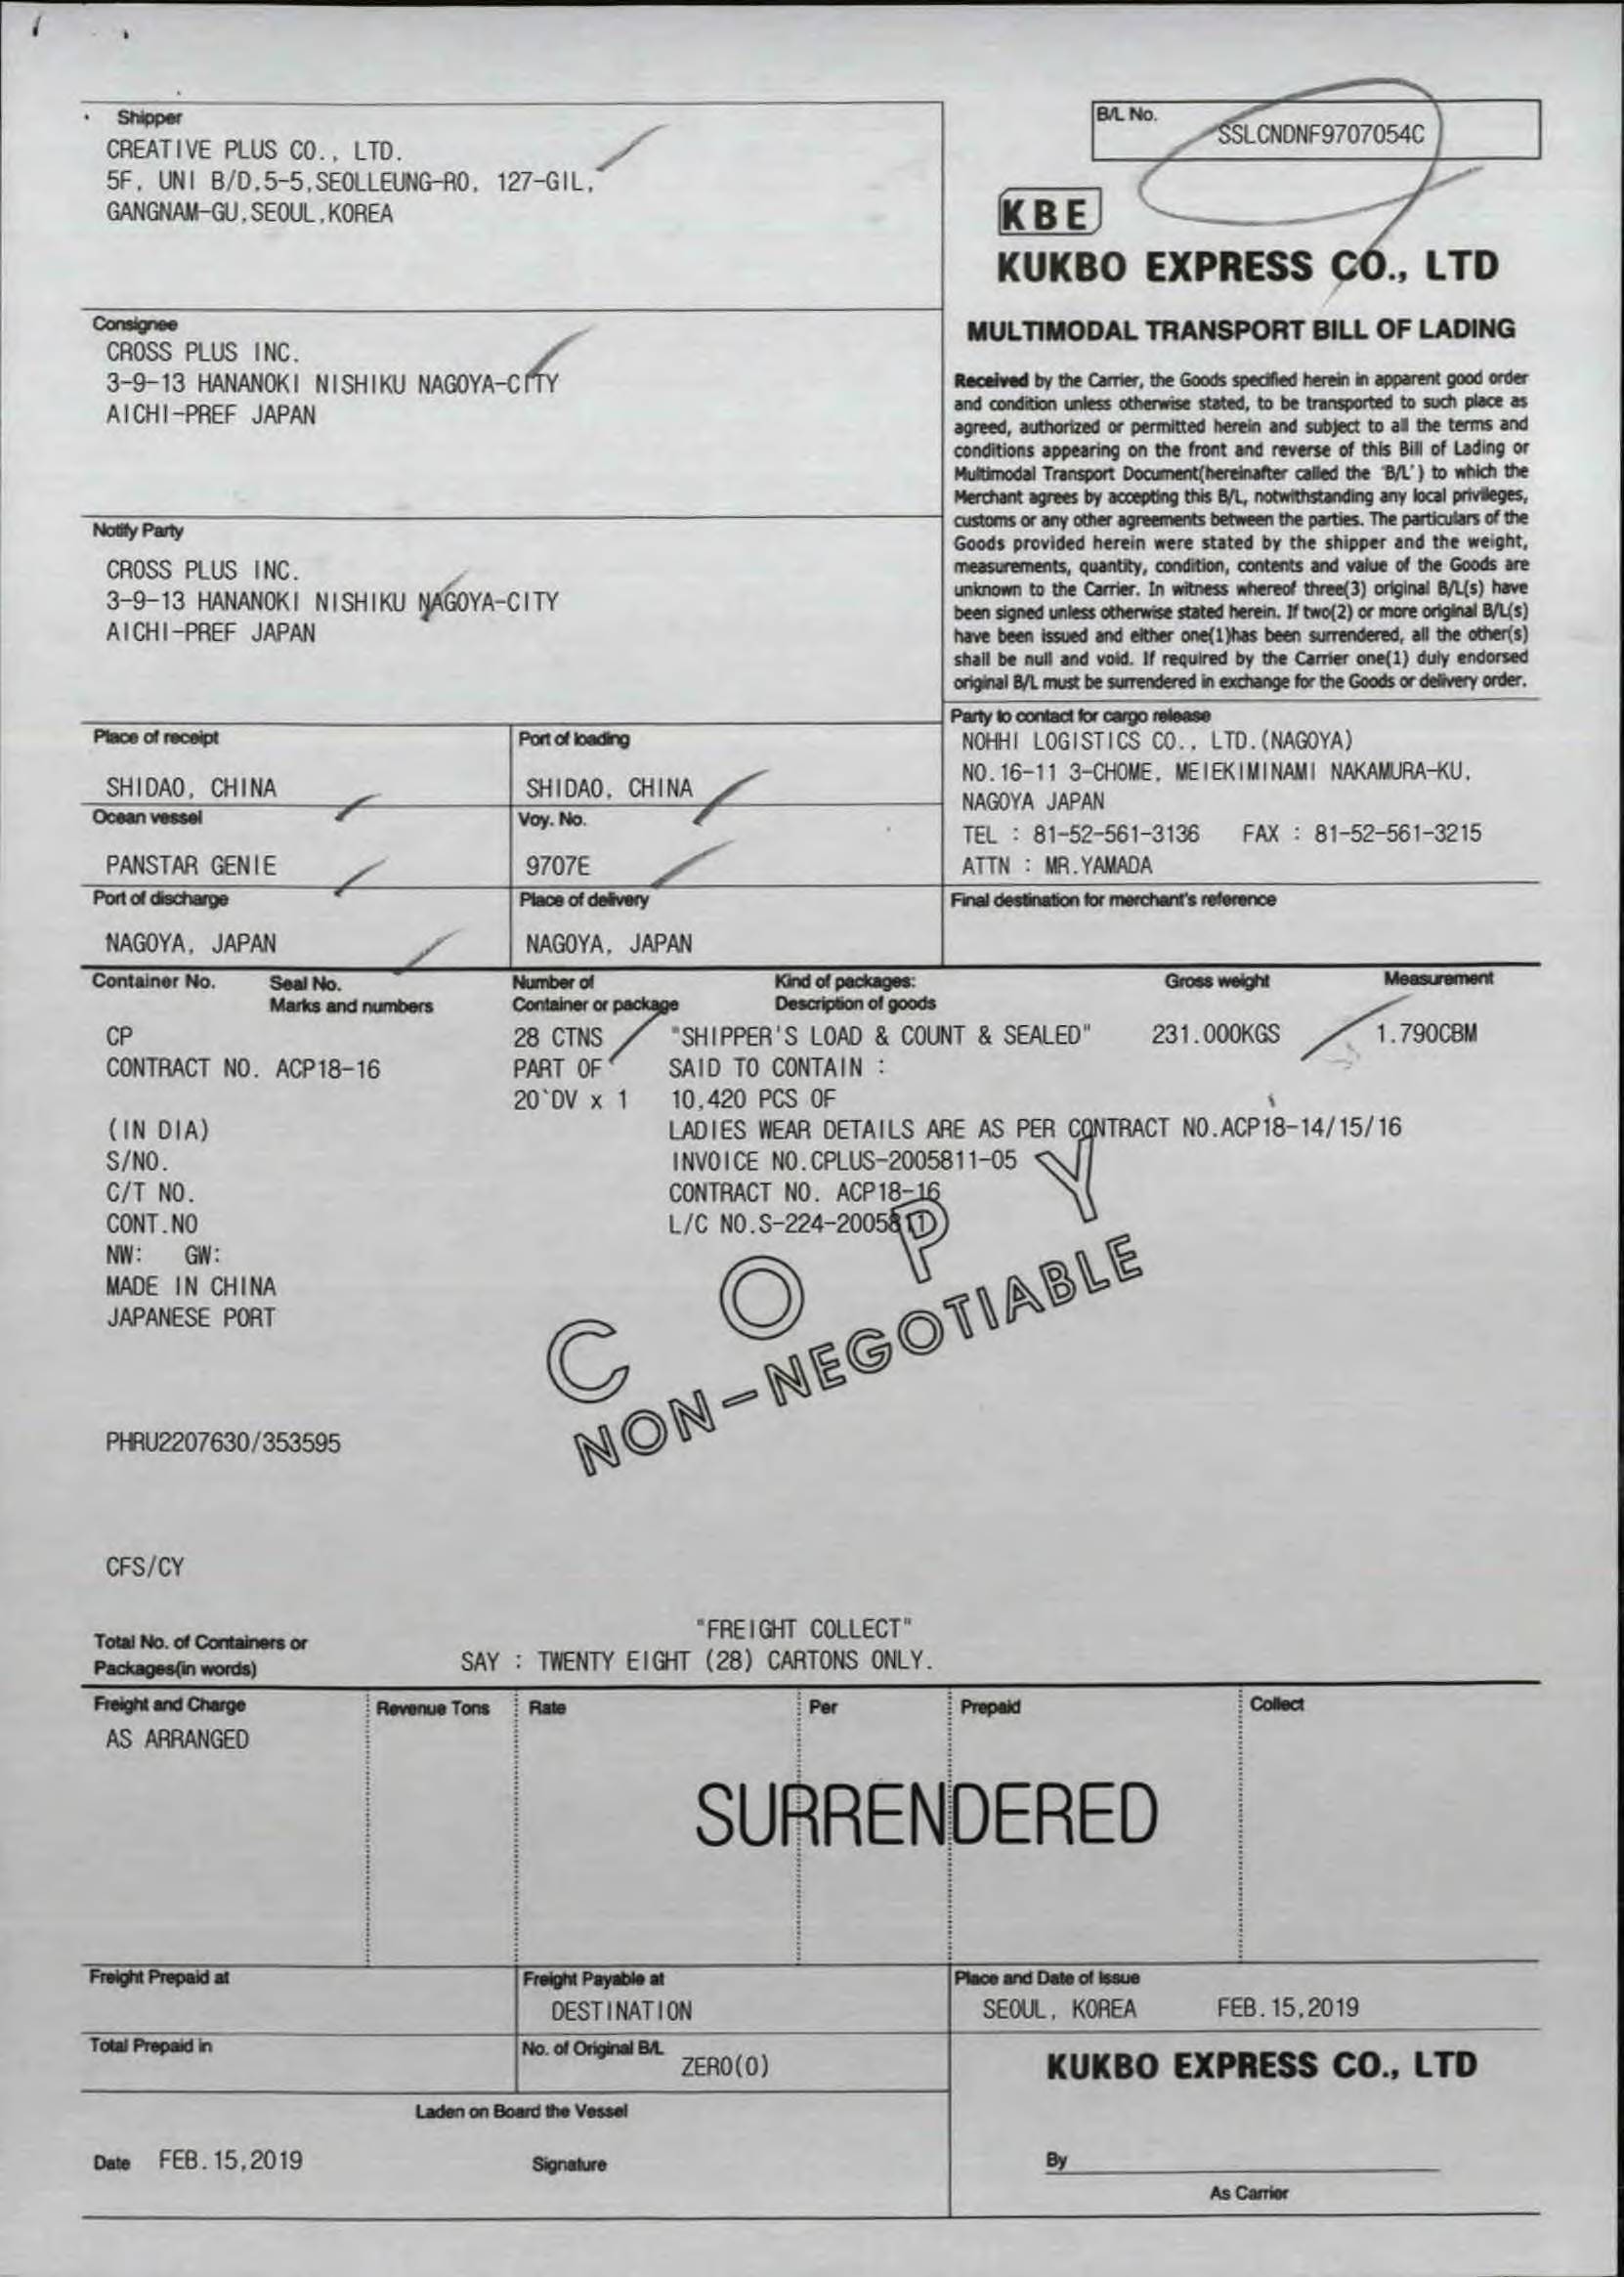 Shipper
CREATIVE PLUS CO., LTD.
5F, UNI B/D,5-5,SEOLLEUNG-RO, 127-GIL,
GANGNAM-GU,SEOUL,KOREA
B/L No.
SSLCNDNF9707054C
KBE
KUKBO EXPRESS CO., LTD
MULTIMODAL TRANSPORT BILL OF LADING
Consignee
CROSS PLUS INC.
3-9-13 HANANOKI NISHIKU NAGOYA-CITY
AICHI-PREF JAPAN
Received by the Carrier, the Goods specified herein in apparent good order
and condition unless otherwise stated, to be transported to such place as
agreed, authorized or permitted herein and subject to all the terms and
conditions appearing on the front and reverse of this Bill of Lading or
Multimodal Transport Document(hereinafter called the 'B/L') to which the
Merchant agrees by accepting this B/L, notwithstanding any local privileges,
customs or any other agreements between the parties. The particulars of the
Goods provided herein were stated by the shipper and the weight,
measurements, quantity, condition, contents and value of the Goods are
unknown to the Carrier. In witness whereof three(3) original B/L(s) have
been signed unless otherwise stated herein. If two(2) or more original B/L(s)
have been issued and either one(1)has been surrendered, all the other(s)
shall be null and void. If required by the Carrier one(1) duly endorsed
original B/L must be surrendered in exchange for the Goods or delivery order.
Notify Party
CROSS PLUS INC.
3-9-13 HANANOKI NISHIKU NAGOYA-CITY
AICHI-PREF JAPAN
Party to contact for cargo release
NOHHI LOGISTICS CO., LTD.(NAGOYA)
NO.16-11 3-CHOME, MEIEKIMINAMI NAKAMURA-KU,
NAGOYA JAPAN
TEL : 81-52-561-3136 FAX : 81-52-561-3215
ATTN : MR.YAMADA
Place of receipt Port of loading
SHIDAO, CHINA SHIDAO, CHINA
Ocean vessel Voy. No.
PANSTAR GENIE 9707E
Port of discharge Place of delivery Final destination for merchant's reference
NAGOYA, JAPAN NAGOYA, JAPAN
Container No. Seal No. Number of Kind of packages: Gross weight Measurement
Marks and numbers Container or package Description of goods
CP 28 CTNS "SHIPPER'S LOAD & COUNT & SEALED" 231.000KGS 1.790CBM
CONTRACT NO. ACP18-16 PART OF SAID TO CONTAIN :
20`DV x 1 10,420 PCS OF
(IN DIA) LADIES WEAR DETAILS ARE AS PER CONTRACT NO.ACP18-14/15/16
S/NO. INVOICE NO.CPLUS-2005811-05
C/T NO. CONTRACT NO. ACP18-16
CONT.NO L/C NO.S-224-2005811
NW: GW:
MADE IN CHINA
JAPANESE PORT
COPY
NON-NEGOTIABLE
PHRU2207630/353595
CFS/CY
"FREIGHT COLLECT"
Total No. of Containers or
Packages(in words) SAY : TWENTY EIGHT (28) CARTONS ONLY.
Freight and Charge Revenue Tons Rate Per Prepaid Collect
AS ARRANGED
SURRENDERED
Freight Prepaid at Freight Payable at Place and Date of Issue
DESTINATION SEOUL, KOREA FEB.15,2019
Total Prepaid in No. of Original B/L
ZERO(0)
KUKBO EXPRESS CO., LTD
Laden on Board the Vessel
Date FEB.15,2019 Signature By
As Carrier